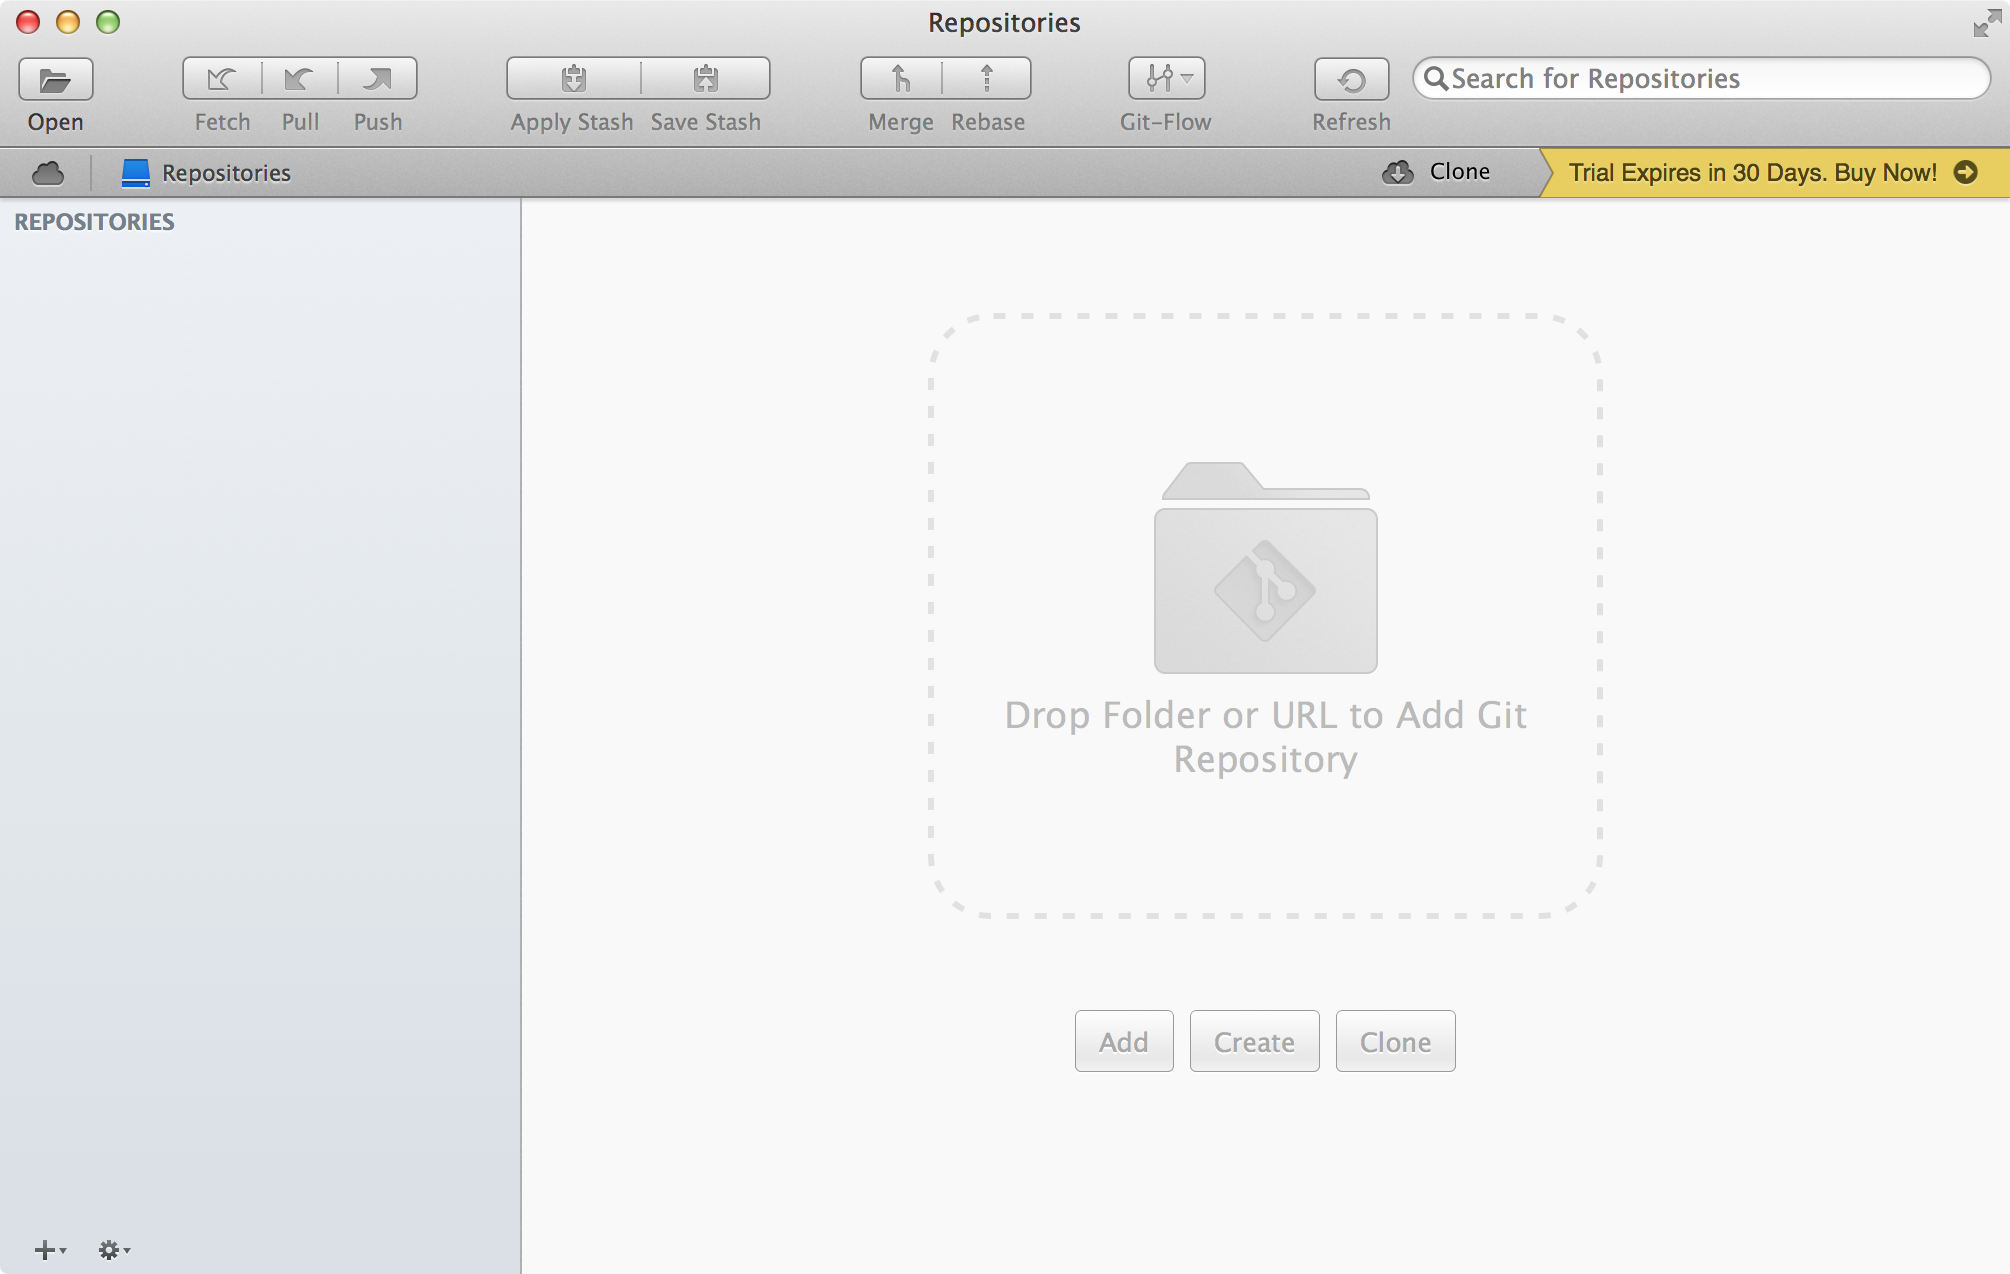 Repositories
Open
Fetch Pull Push
Apply Stash Save Stash
Merge Rebase
Git-Flow
Refresh
Search for Repositories
Repositories
Clone
Trial Expires in 30 Days. Buy Now!
REPOSITORIES
Drop Folder or URL to Add Git
Repository
Add
Create
Clone